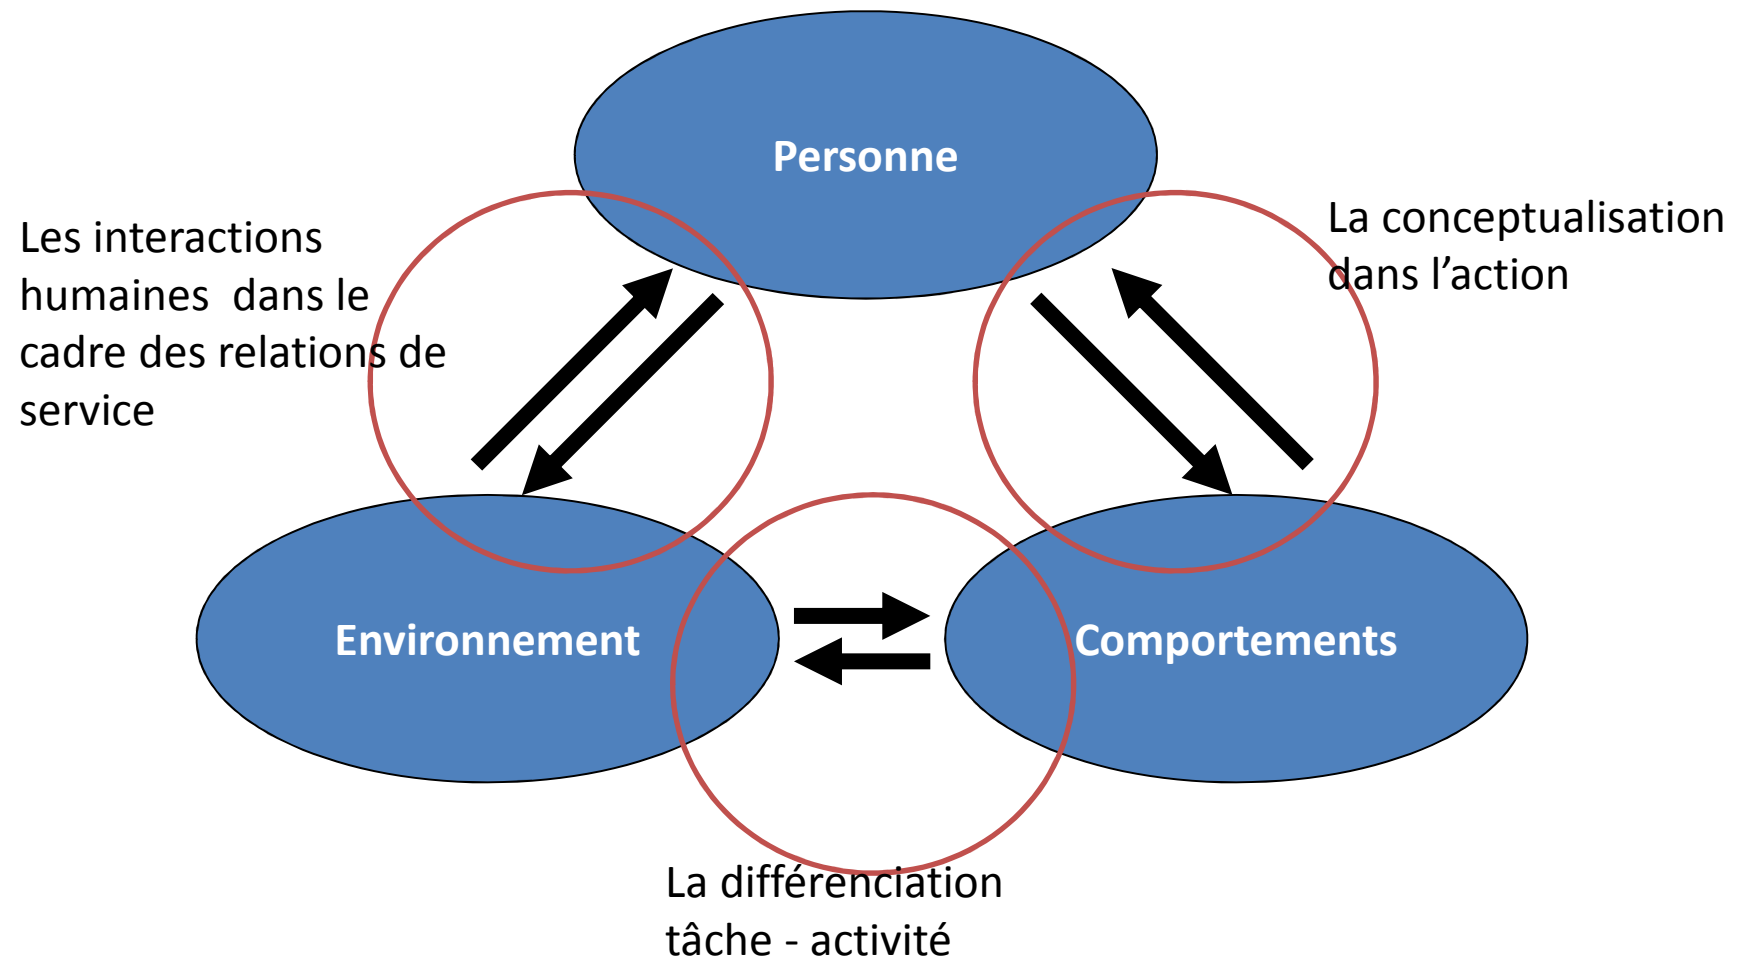 Personne
Les interactions
humaines  dans le
cadre des relations de
service
La conceptualisation
dans l’action
Environnement
Comportements
La différenciation
tâche - activité